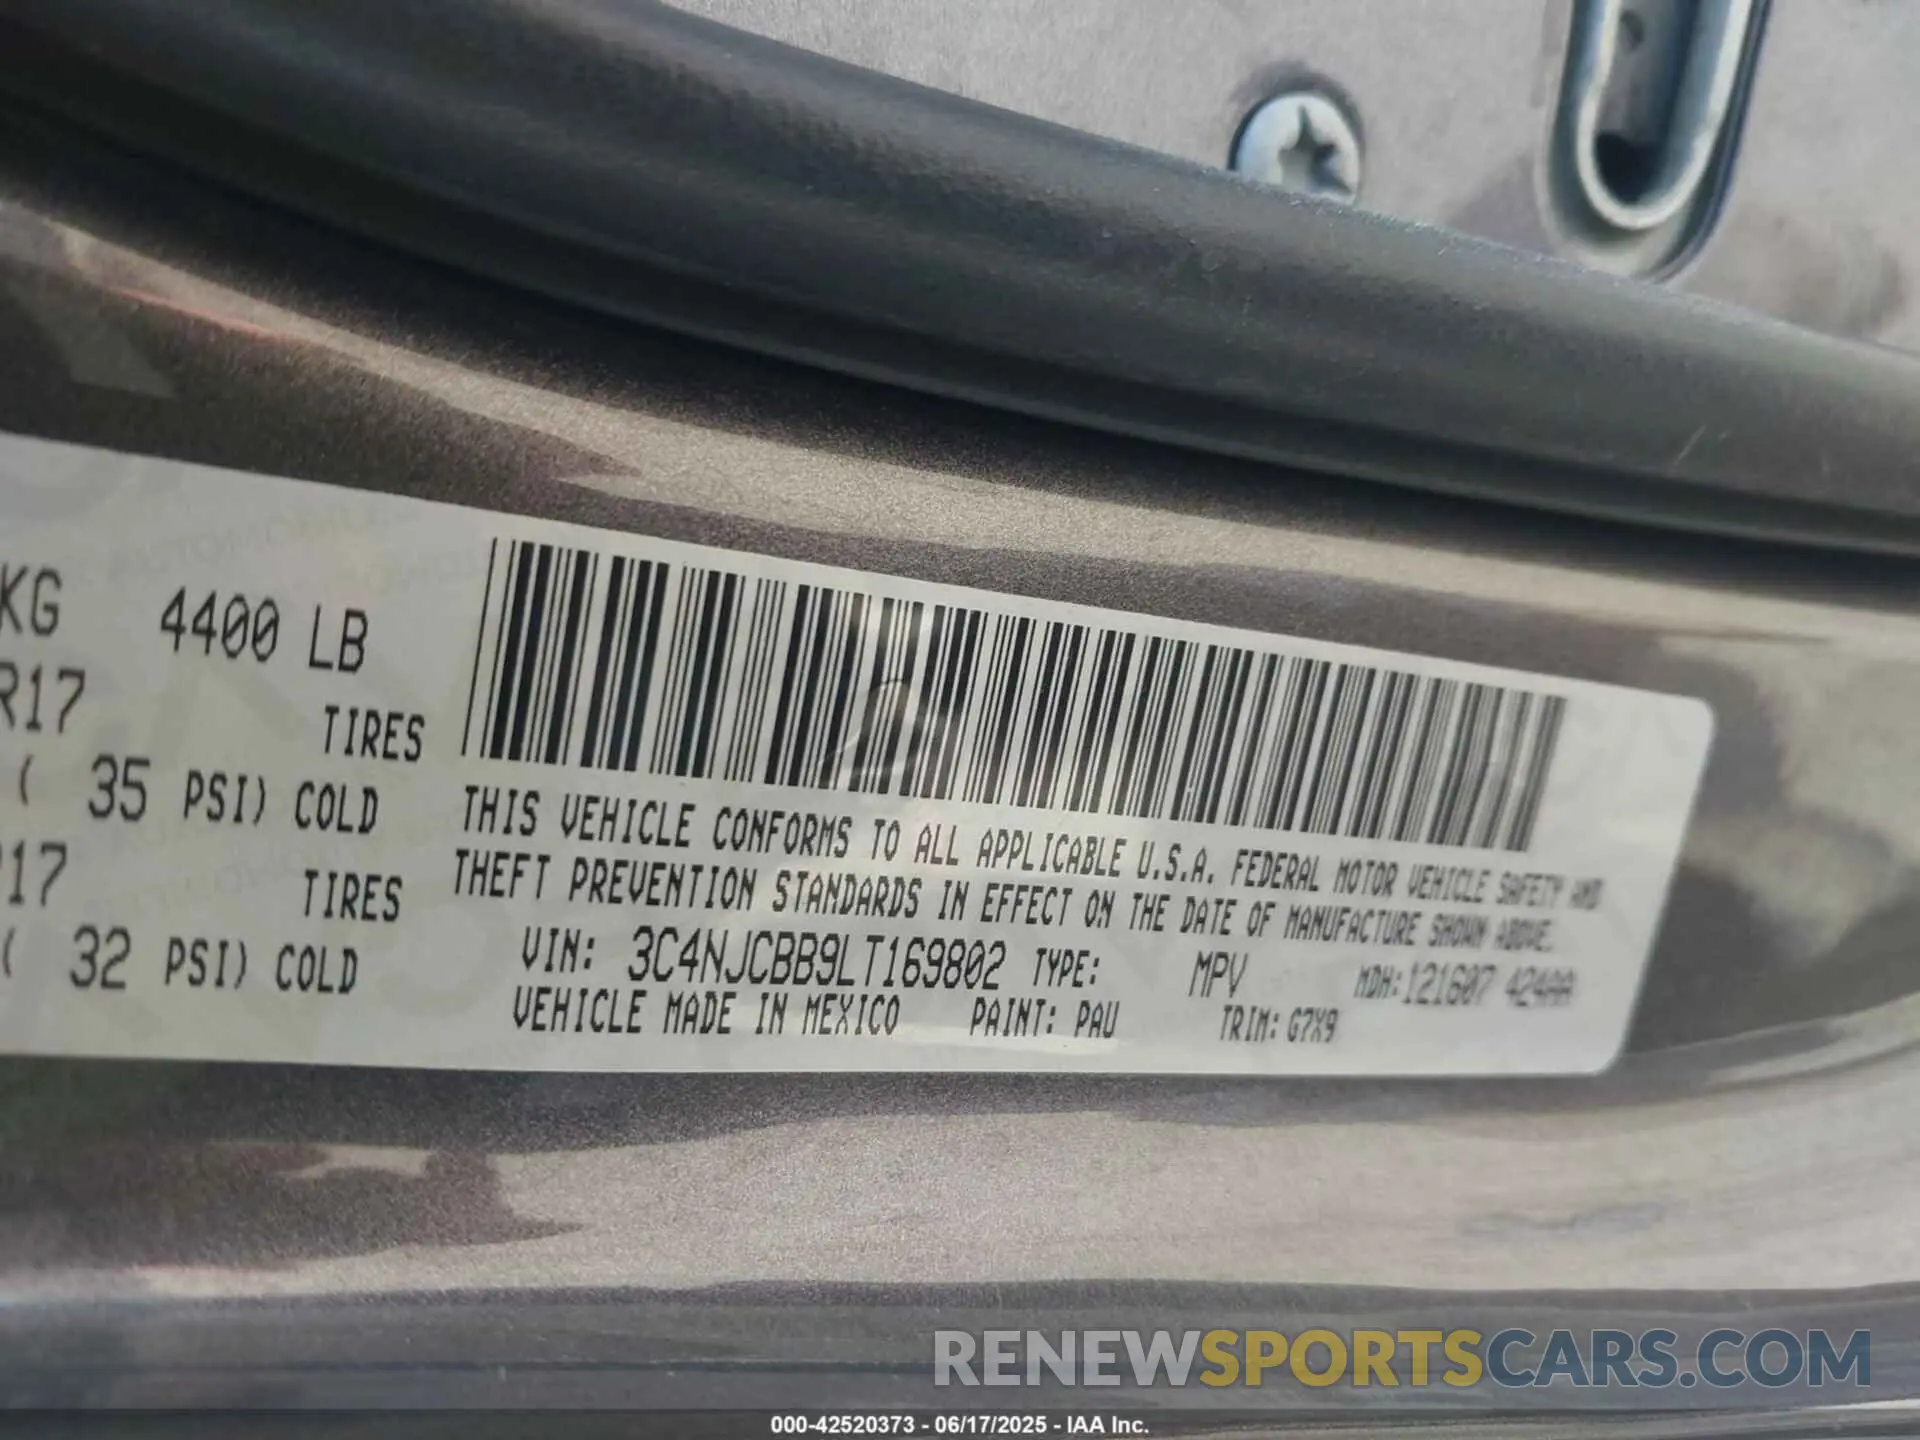 KG 4400 LB
R17 TIRES
( 35 PSI) COLD
R17 TIRES
( 32 PSI) COLD
THIS VEHICLE CONFORMS TO ALL APPLICABLE U.S.A. FEDERAL MOTOR VEHICLE SAFETY AND
THEFT PREVENTION STANDARDS IN EFFECT ON THE DATE OF MANUFACTURE SHOWN ABOVE.
VIN: 3C4NJCBB9LT169802 TYPE: MPV MDH: 121607 424AA
VEHICLE MADE IN MEXICO PAINT: PAU TRIM: G7X9
RENEWSPORTSCARS.COM
000-42520373 - 06/17/2025 - IAA Inc.